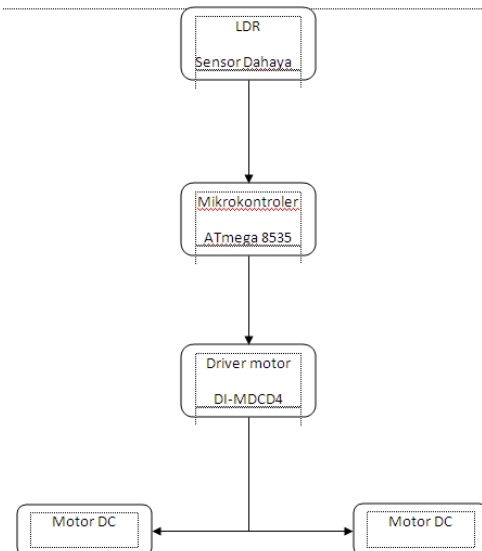 LDR
Sensor Dahaya
Mikrokontroler
ATmega 8535
Driver motor
DI-MDCD4
Motor DC
Motor DC